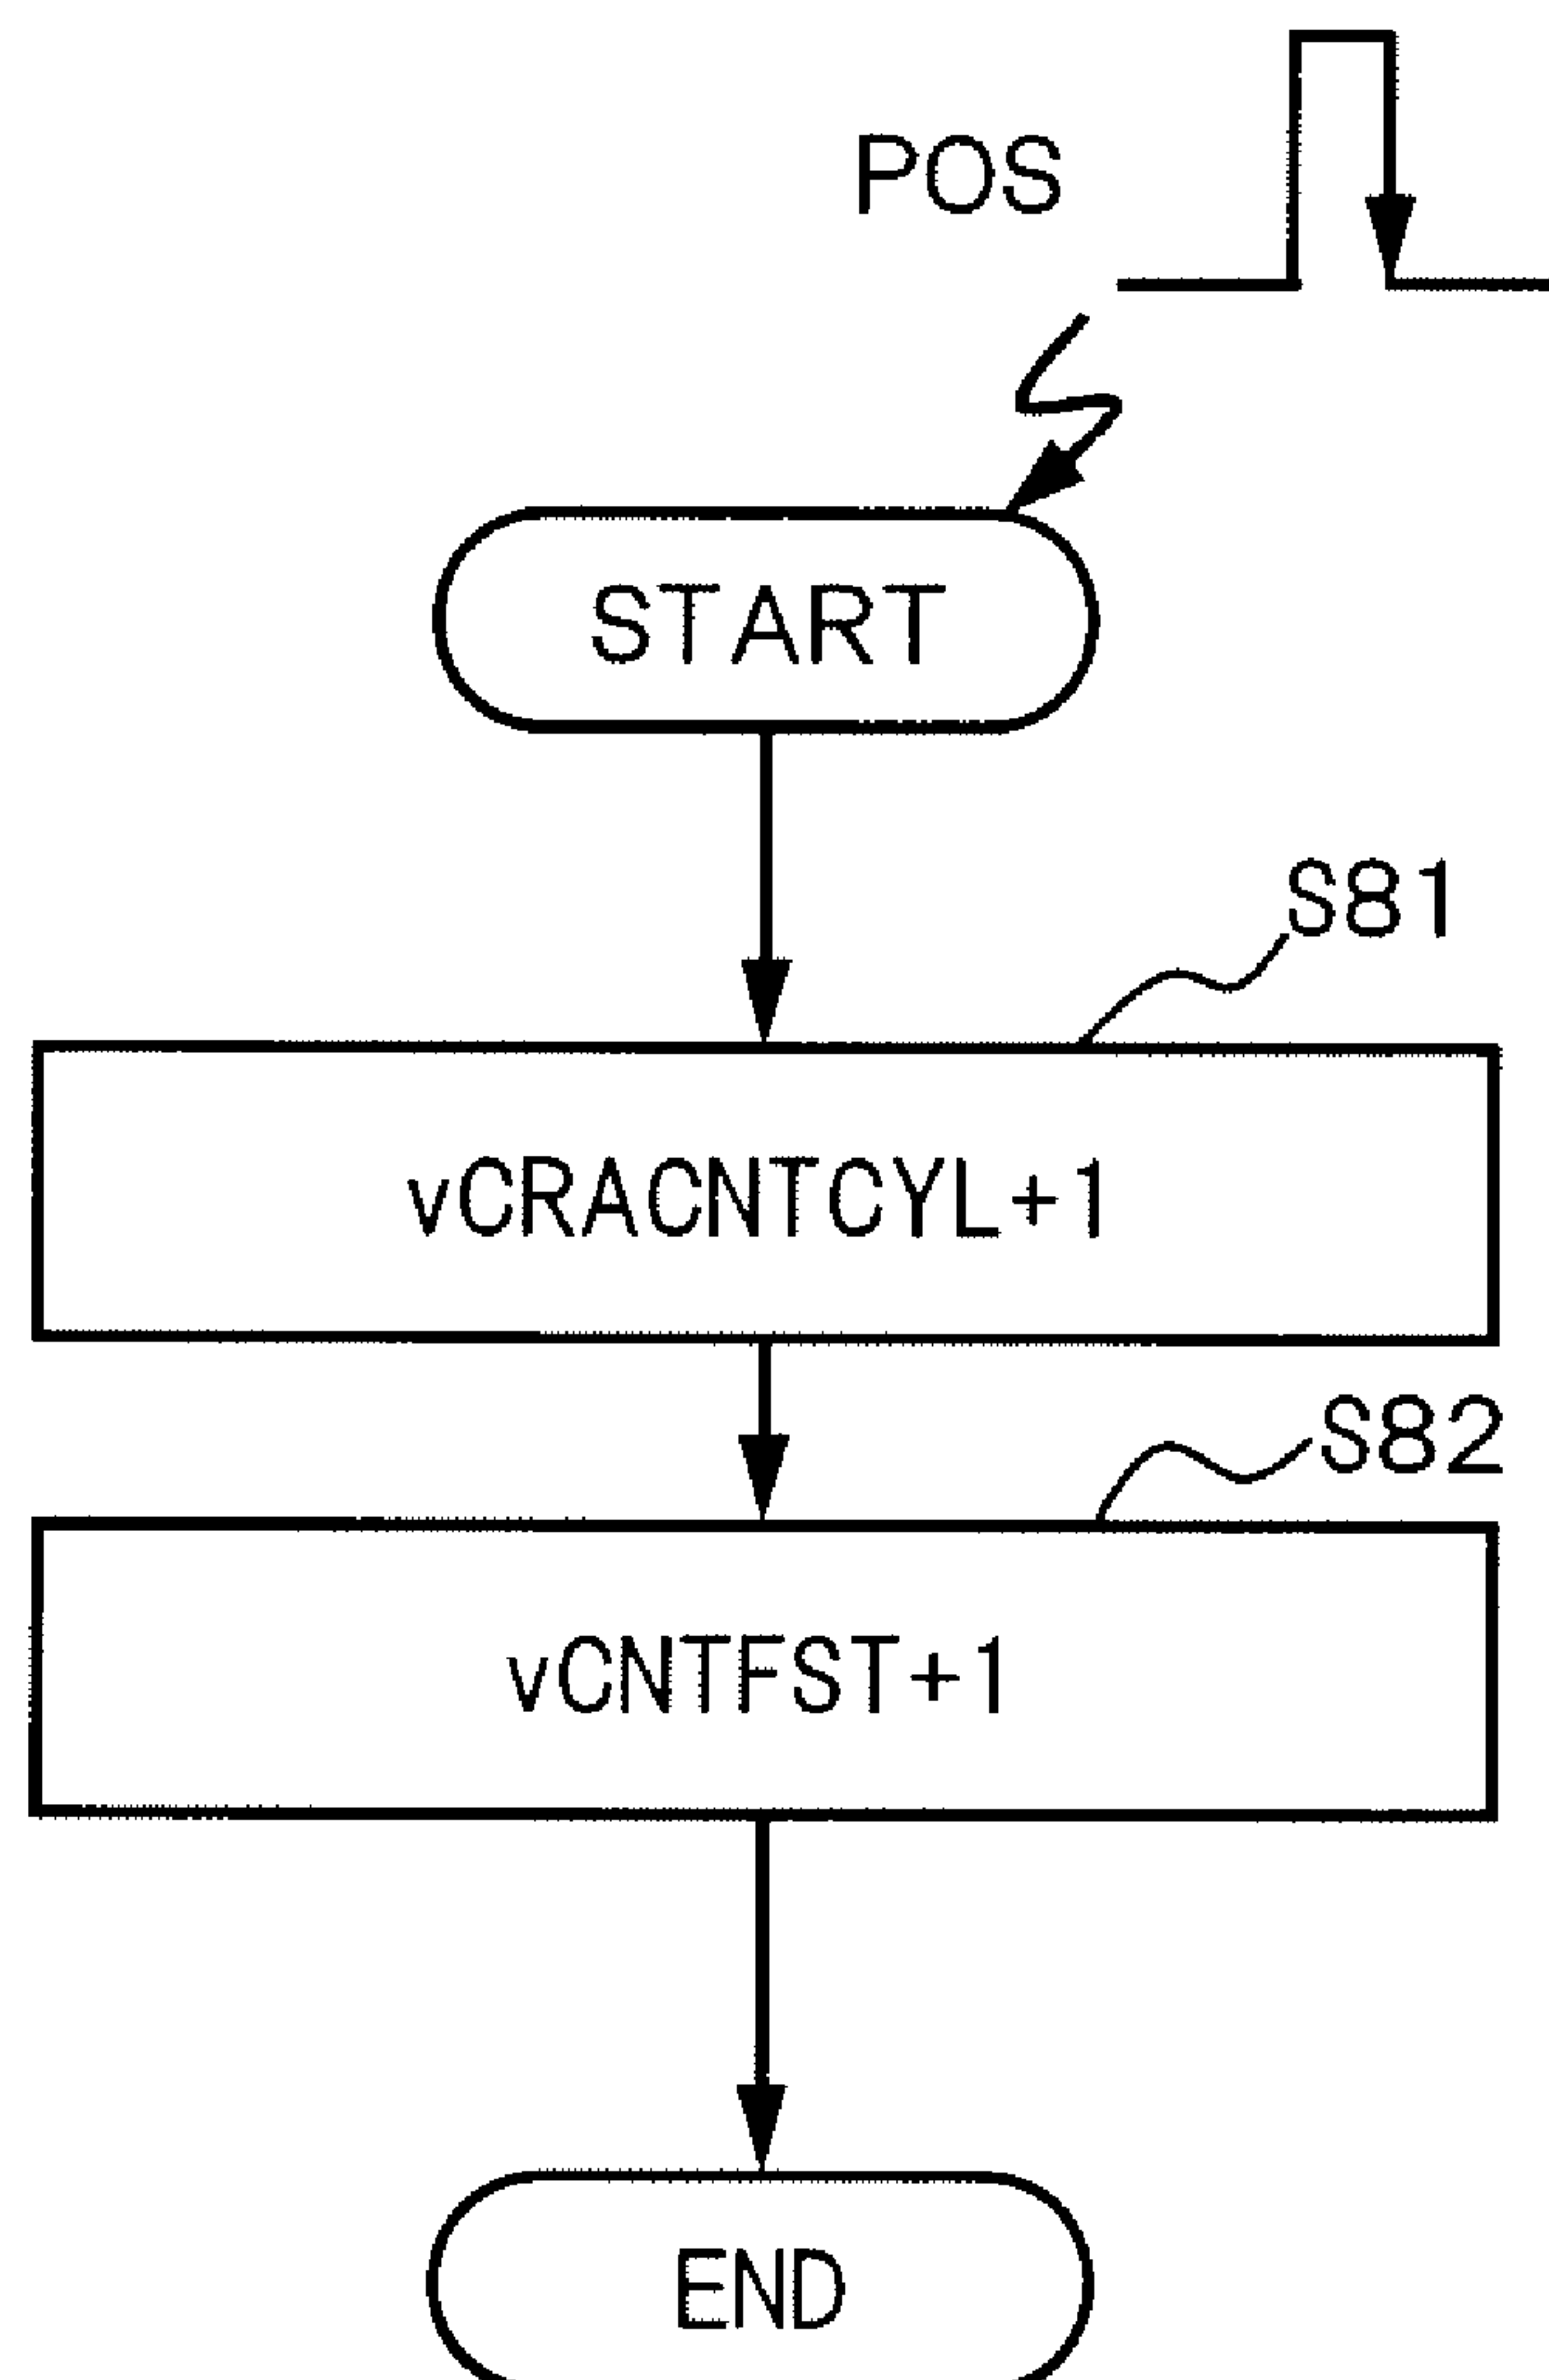 POS
START
S81
vCRACNTCYL+1
S82
vCNTFST+1
END